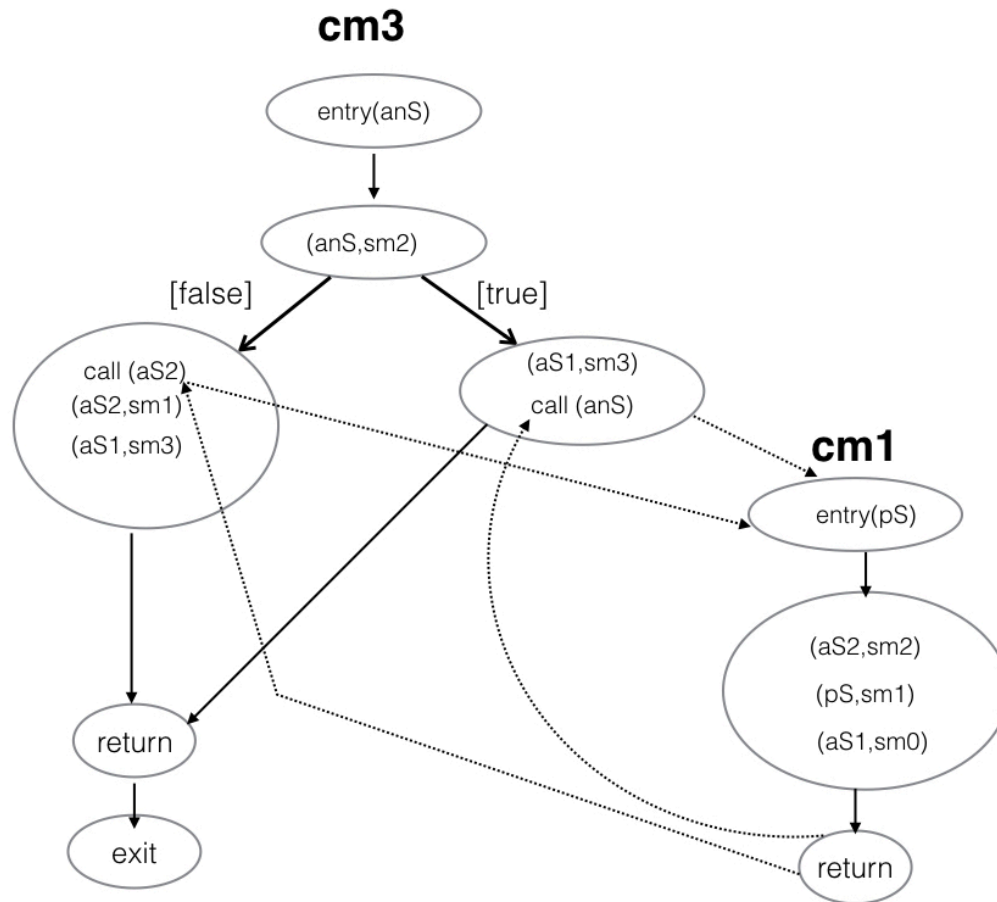 cm3
entry(anS)
(anS,sm2)
[false]
[true]
call (aS2)
(aS2,sm1)
(aS1,sm3)
(aS1,sm3)
call (anS)
cm1
entry(pS)
(aS2,sm2)
(pS,sm1)
(aS1,sm0)
return
exit
return